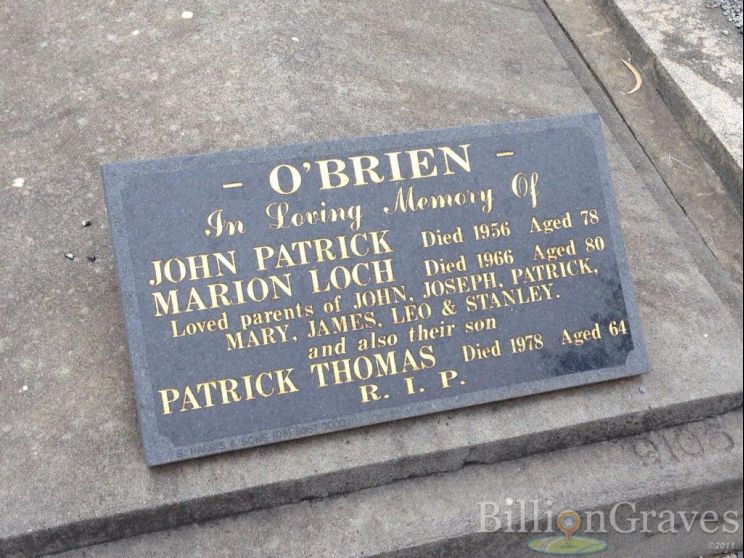 - O'BRIEN -
In Loving Memory Of
JOHN PATRICK Died 1956 Aged 78
MARION LOCH Died 1966 Aged 80
Loved parents of JOHN, JOSEPH, PATRICK,
MARY, JAMES, LEO & STANLEY.
and also their son
PATRICK THOMAS Died 1978 Aged 64
R. I. P.
& SONS
BillionGraves
©2011